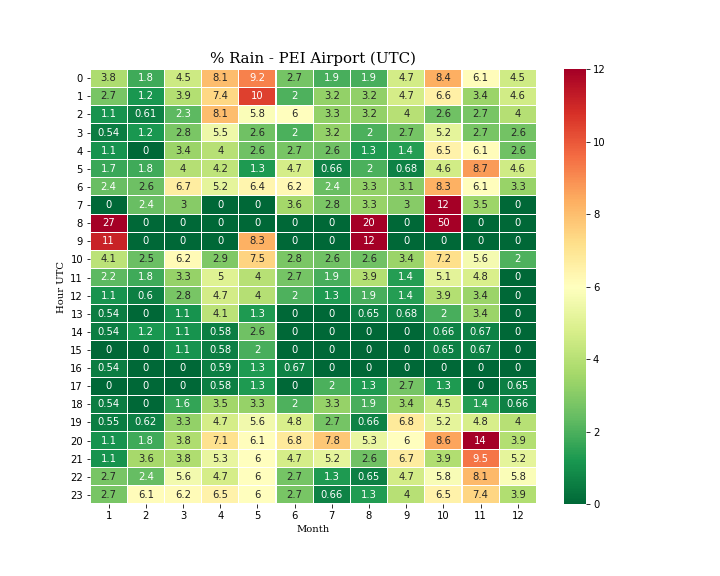 % Rain - PEI Airport (UTC)
0 3.8 1.8 4.5 8.1 9.2 2.7 1.9 1.9 4.7 8.4 6.1 4.5
1 2.7 1.2 3.9 7.4 10 2 3.2 3.2 4.7 6.6 3.4 4.6
2 1.1 0.61 2.3 8.1 5.8 6 3.3 3.2 4 2.6 2.7 4
3 0.54 1.2 2.8 5.5 2.6 2 3.2 2 2.7 5.2 2.7 2.6
4 1.1 0 3.4 4 2.6 2.7 2.6 1.3 1.4 6.5 6.1 2.6
5 1.7 1.8 4 4.2 1.3 4.7 0.66 2 0.68 4.6 8.7 4.6
6 2.4 2.6 6.7 5.2 6.4 6.2 2.4 3.3 3.1 8.3 6.1 3.3
7 0 2.4 3 0 0 3.6 2.8 3.3 3 12 3.5 0
8 27 0 0 0 0 0 0 20 0 50 0 0
9 11 0 0 0 8.3 0 0 12 0 0 0 0
10 4.1 2.5 6.2 2.9 7.5 2.8 2.6 2.6 3.4 7.2 5.6 2
11 2.2 1.8 3.3 5 4 2.7 1.9 3.9 1.4 5.1 4.8 0
12 1.1 0.6 2.8 4.7 4 2 1.3 1.9 1.4 3.9 3.4 0
13 0.54 0 1.1 4.1 1.3 0 0 0.65 0.68 2 3.4 0
14 0.54 1.2 1.1 0.58 2.6 0 0 0 0 0.66 0.67 0
15 0 0 1.1 0.58 2 0 0 0 0 0.65 0.67 0
16 0.54 0 0 0.59 1.3 0.67 0 0 0 0 0 0
17 0 0 0 0.58 1.3 0 2 1.3 2.7 1.3 0 0.65
18 0.54 0 1.6 3.5 3.3 2 3.3 1.9 3.4 4.5 1.4 0.66
19 0.55 0.62 3.3 4.7 5.6 4.8 2.7 0.66 6.8 5.2 4.8 4
20 1.1 1.8 3.8 7.1 6.1 6.8 7.8 5.3 6 8.6 14 3.9
21 1.1 3.6 3.8 5.3 6 4.7 5.2 2.6 6.7 3.9 9.5 5.2
22 2.7 2.4 5.6 4.7 6 2.7 1.3 0.65 4.7 5.8 8.1 5.8
23 2.7 6.1 6.2 6.5 6 2.7 0.66 1.3 4 6.5 7.4 3.9
1 2 3 4 5 6 7 8 9 10 11 12
Month
Hour UTC
12
10
8
6
4
2
0